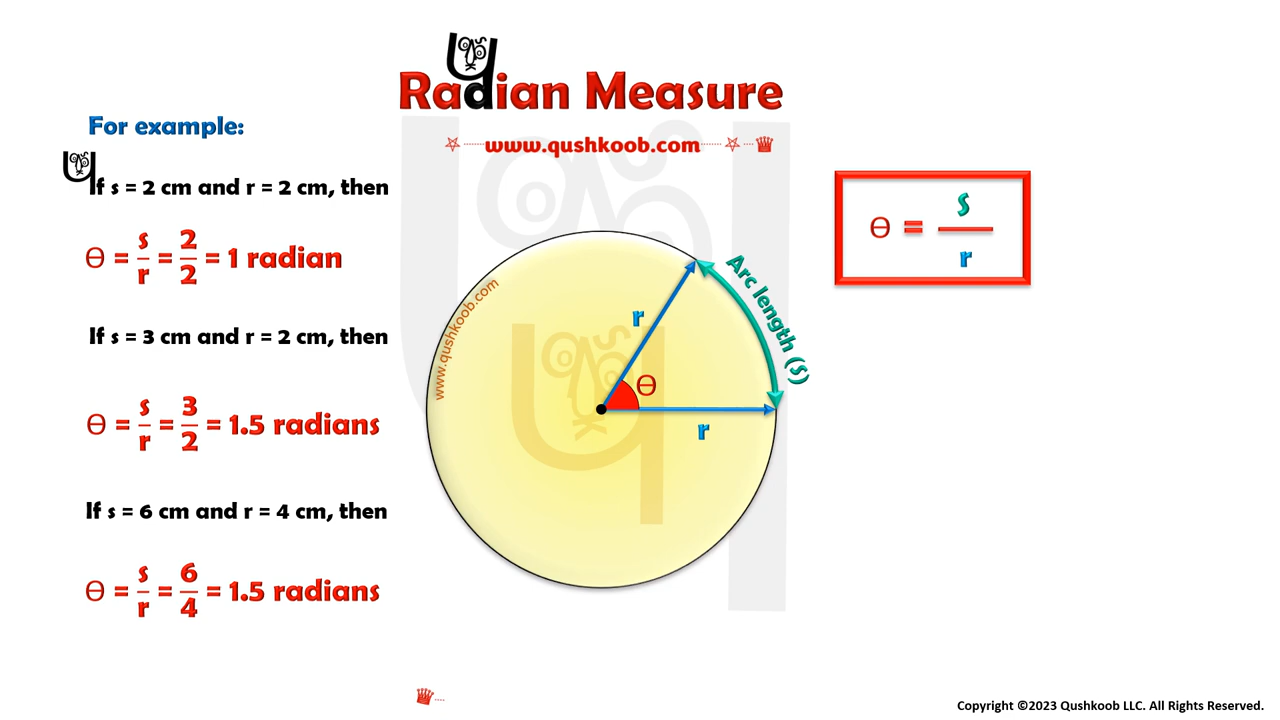 Radian Measure
www.qushkoob.com
For example:
If s = 2 cm and r = 2 cm, then
Θ = s/r = 2/2 = 1 radian
If s = 3 cm and r = 2 cm, then
Θ = s/r = 3/2 = 1.5 radians
If s = 6 cm and r = 4 cm, then
Θ = s/r = 6/4 = 1.5 radians
www.qushkoob.com
r
Θ
r
Arc length (S)
Θ = S/r
Copyright ©2023 Qushkoob LLC. All Rights Reserved.